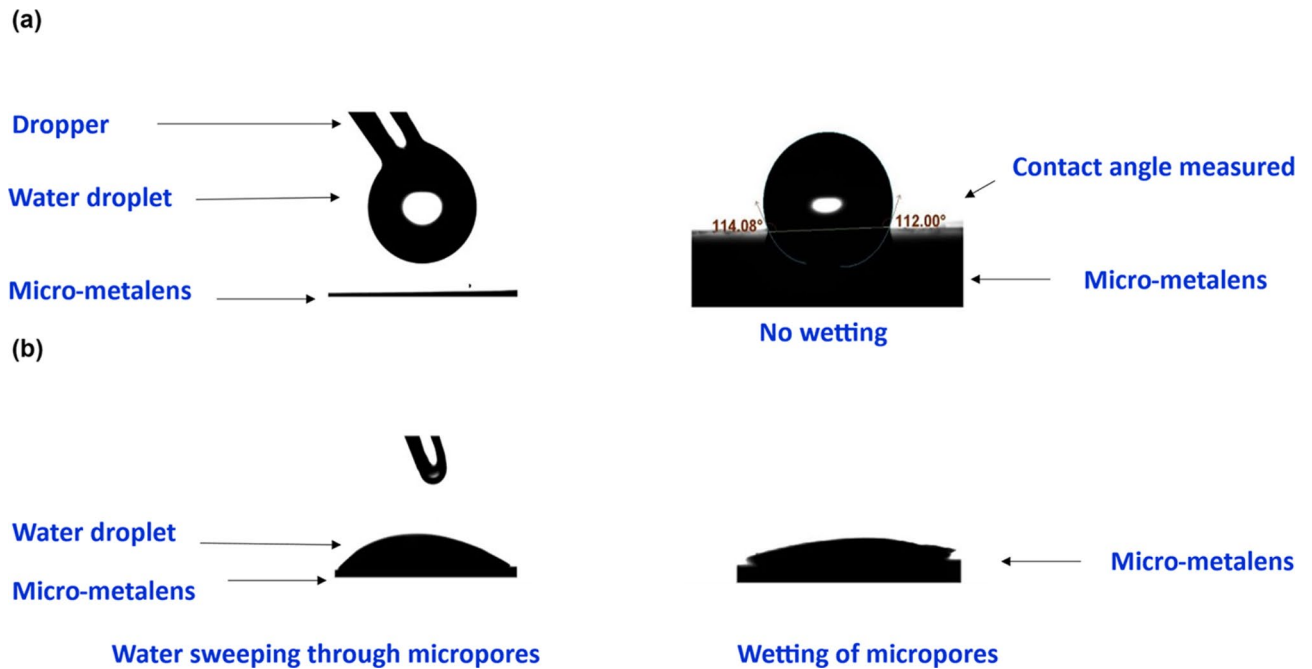 (a)
Dropper
Water droplet
Contact angle measured
114.08° 112.00°
Micro-metalens
Micro-metalens
No wetting
(b)
Water droplet
Micro-metalens
Micro-metalens
Water sweeping through micropores
Wetting of micropores